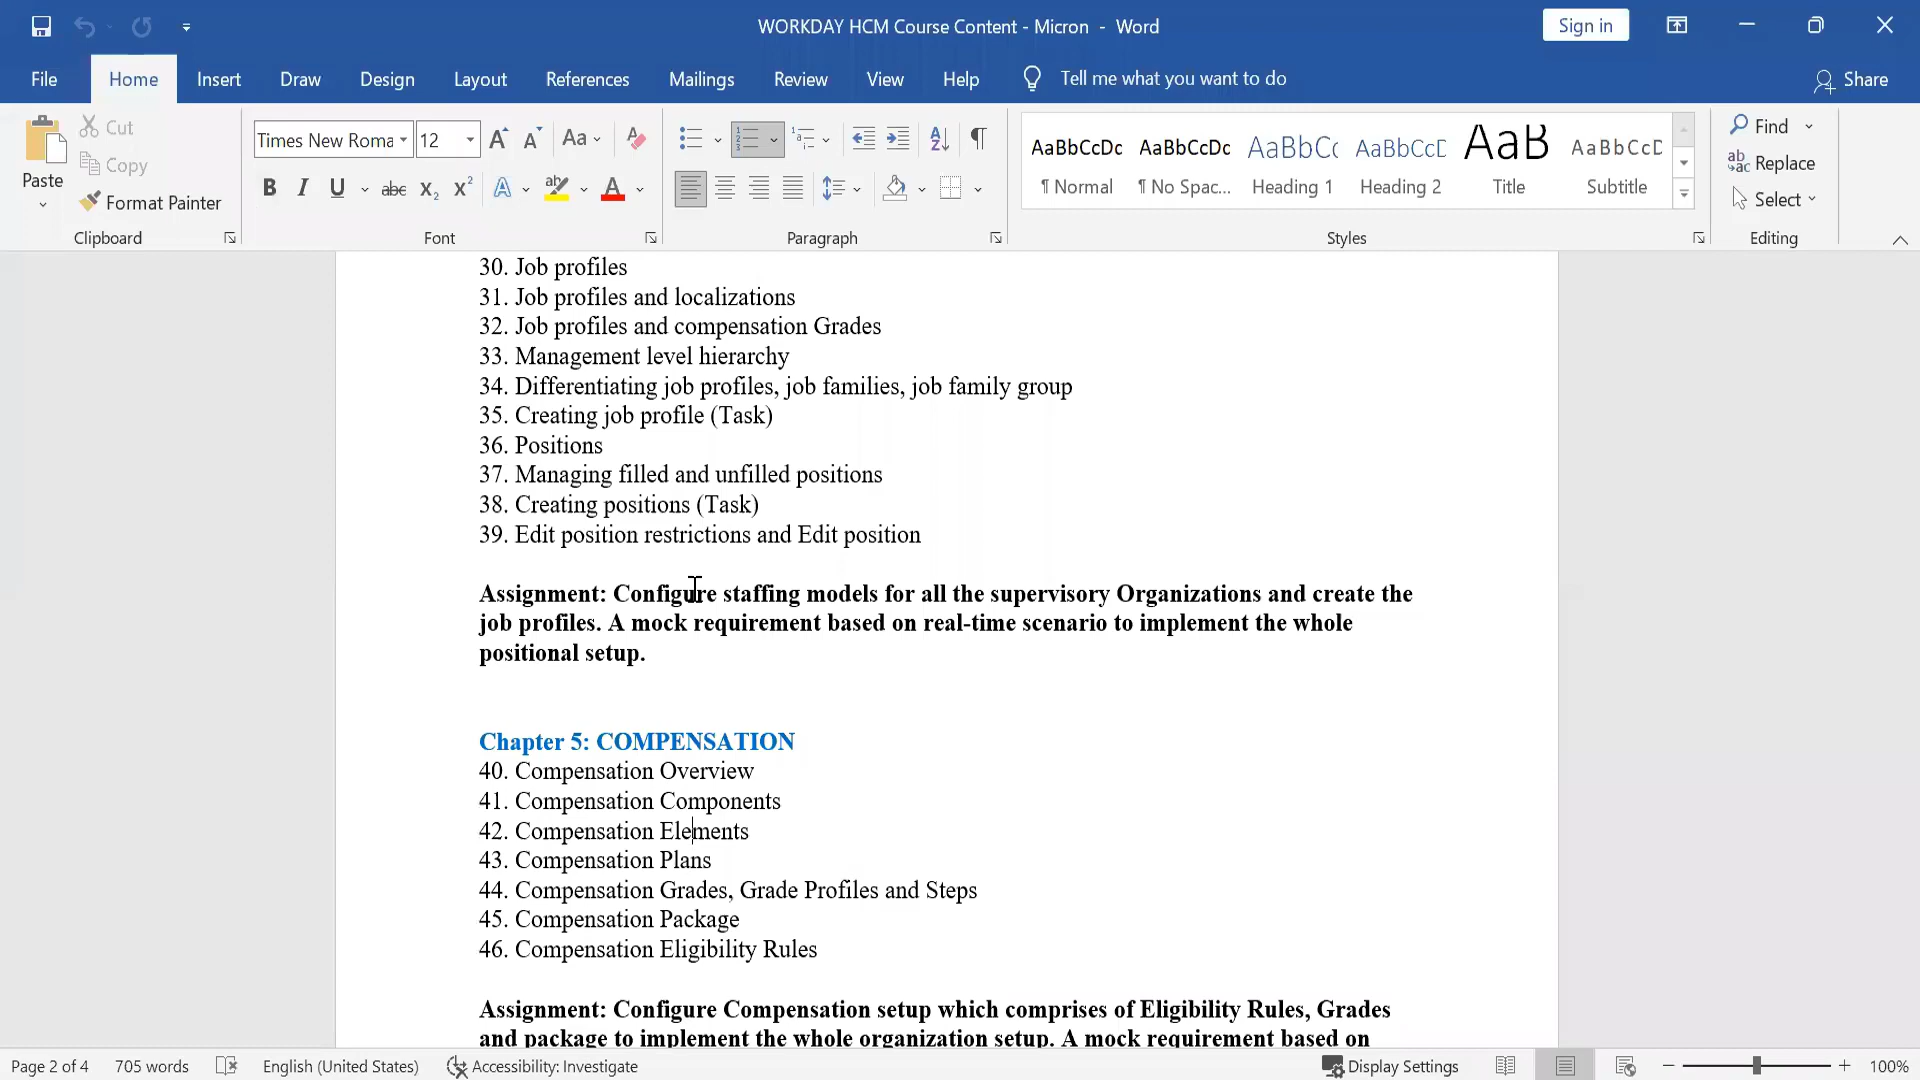 WORKDAY HCM Course Content - Micron - Word
Sign in
File Home Insert Draw Design Layout References Mailings Review View Help Tell me what you want to do Share
Paste
Cut
Copy
Format Painter
Clipboard
Times New Roma 12
Font
Paragraph
AaBbCcDc AaBbCcDc AaBbCc AaBbCcD AaB AaBbCcD
¶ Normal ¶ No Spac... Heading 1 Heading 2 Title Subtitle
Styles
Find
Replace
Select
Editing
30. Job profiles
31. Job profiles and localizations
32. Job profiles and compensation Grades
33. Management level hierarchy
34. Differentiating job profiles, job families, job family group
35. Creating job profile (Task)
36. Positions
37. Managing filled and unfilled positions
38. Creating positions (Task)
39. Edit position restrictions and Edit position
Assignment: Configure staffing models for all the supervisory Organizations and create the
job profiles. A mock requirement based on real-time scenario to implement the whole
positional setup.
Chapter 5: COMPENSATION
40. Compensation Overview
41. Compensation Components
42. Compensation Elements
43. Compensation Plans
44. Compensation Grades, Grade Profiles and Steps
45. Compensation Package
46. Compensation Eligibility Rules
Assignment: Configure Compensation setup which comprises of Eligibility Rules, Grades
and package to implement the whole organization setup. A mock requirement based on
Page 2 of 4 705 words English (United States) Accessibility: Investigate Display Settings 100%